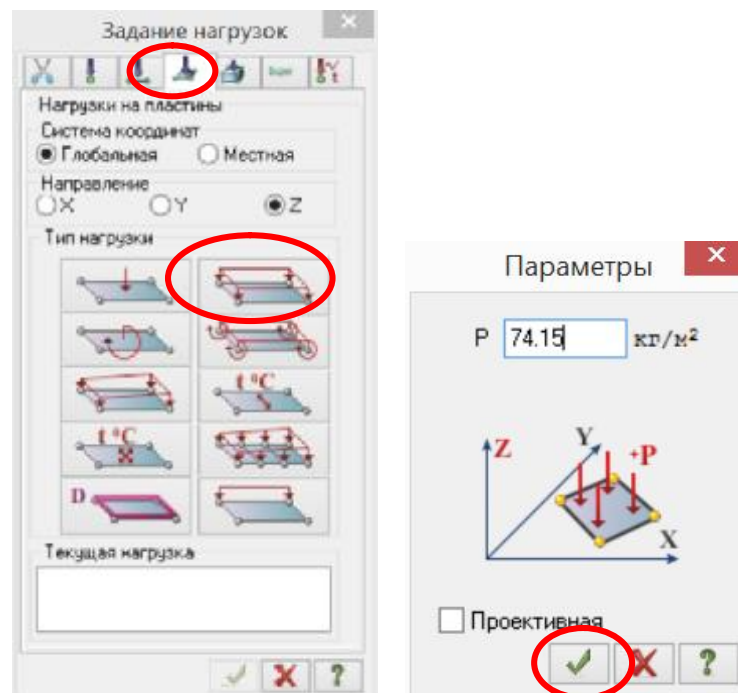 Задание нагрузок
Нагрузки на пластины
Система координат
Глобальная Местная
Направление
X Y Z
Тип нагрузки
t °C
t °C
D
Текущая нагрузка
?
Параметры
P 74.15 кг/м²
Z Y +P
X
Проективная
?